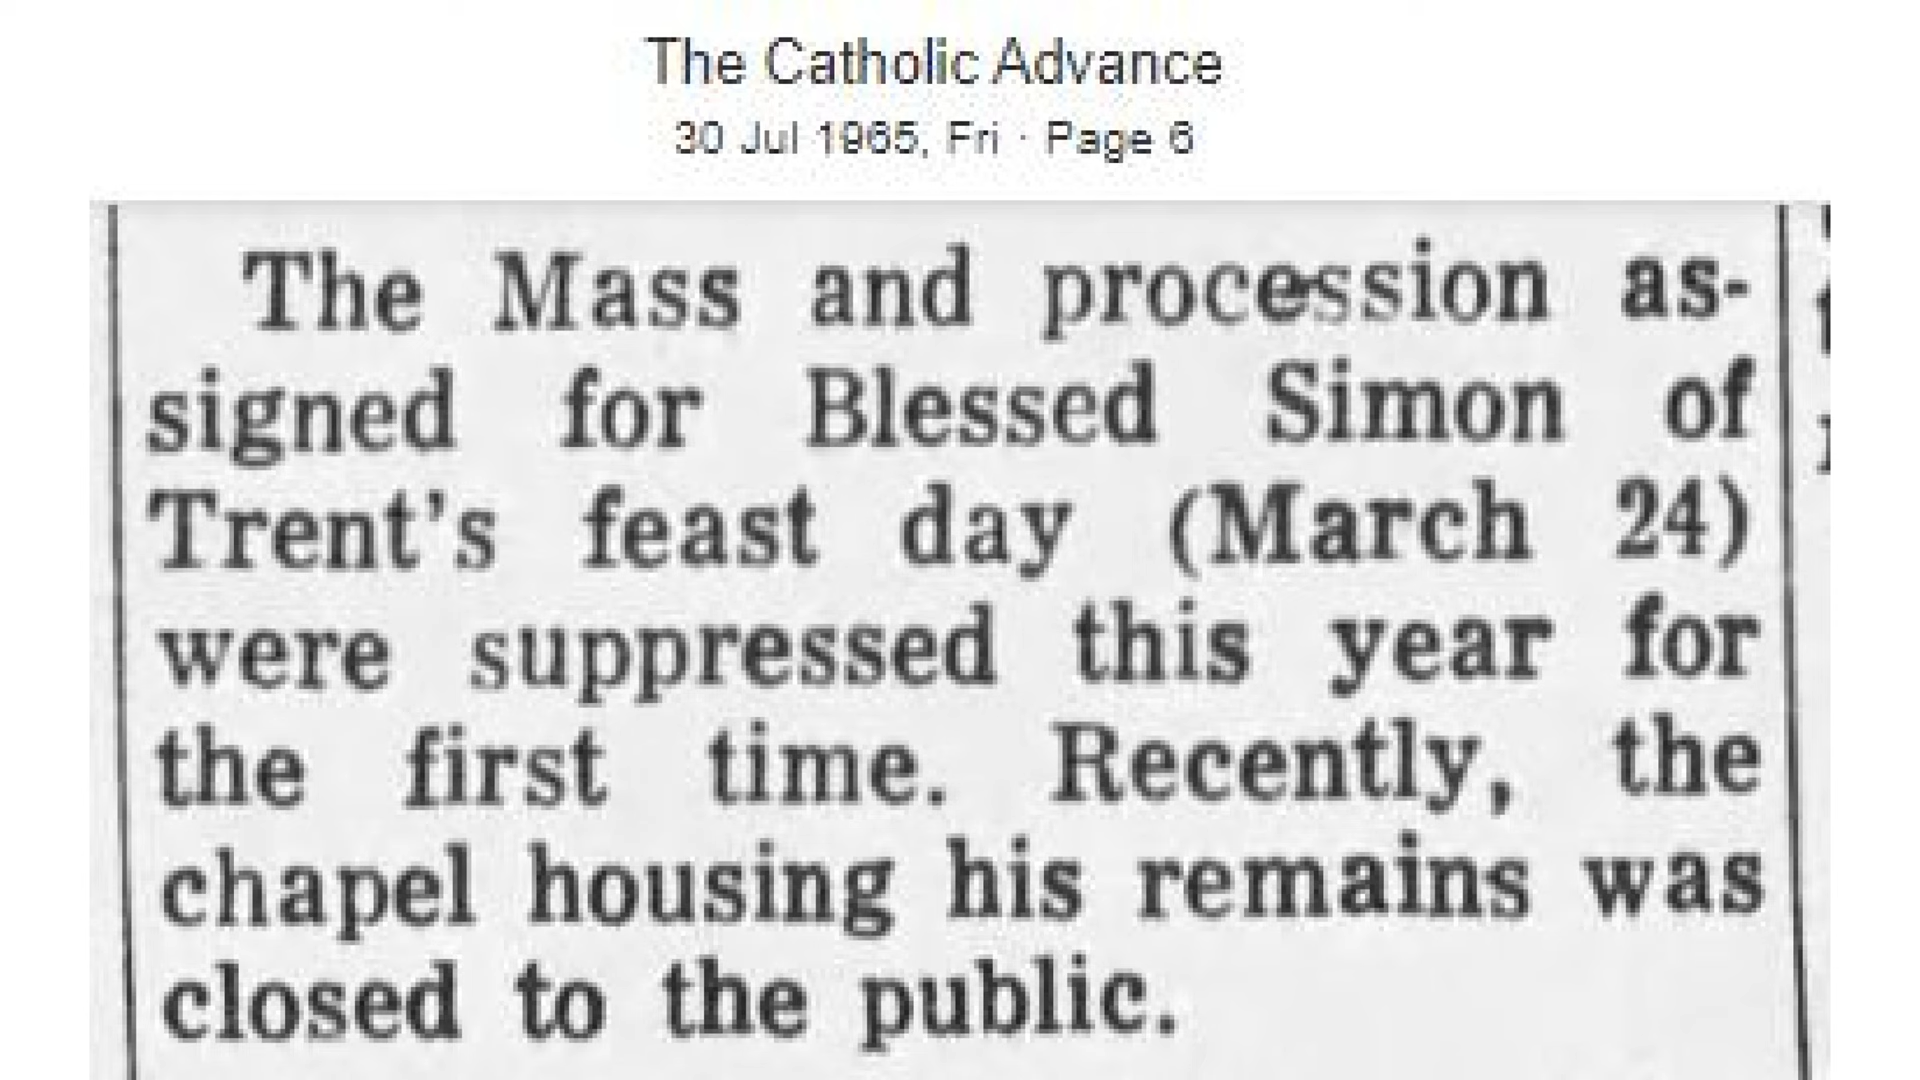 The Catholic Advance
30 Jul 1965, Fri · Page 6
The Mass and procession as-
signed for Blessed Simon of
Trent's feast day (March 24)
were suppressed this year for
the first time. Recently, the
chapel housing his remains was
closed to the public.